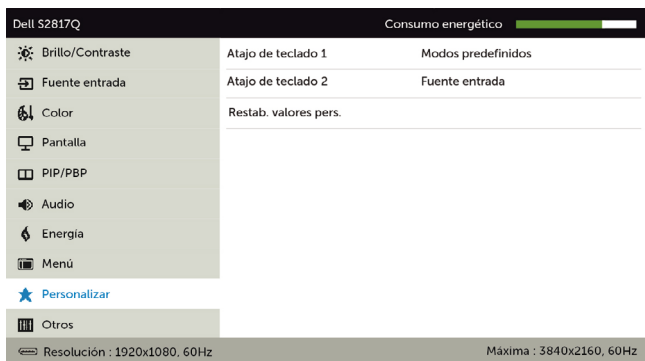 Dell S2817Q Consumo energético
Brillo/Contraste Atajo de teclado 1 Modos predefinidos
Fuente entrada Atajo de teclado 2 Fuente entrada
Color Restab. valores pers.
Pantalla
PIP/PBP
Audio
Energía
Menú
Personalizar
Otros
Resolución : 1920x1080, 60Hz Máxima : 3840x2160, 60Hz